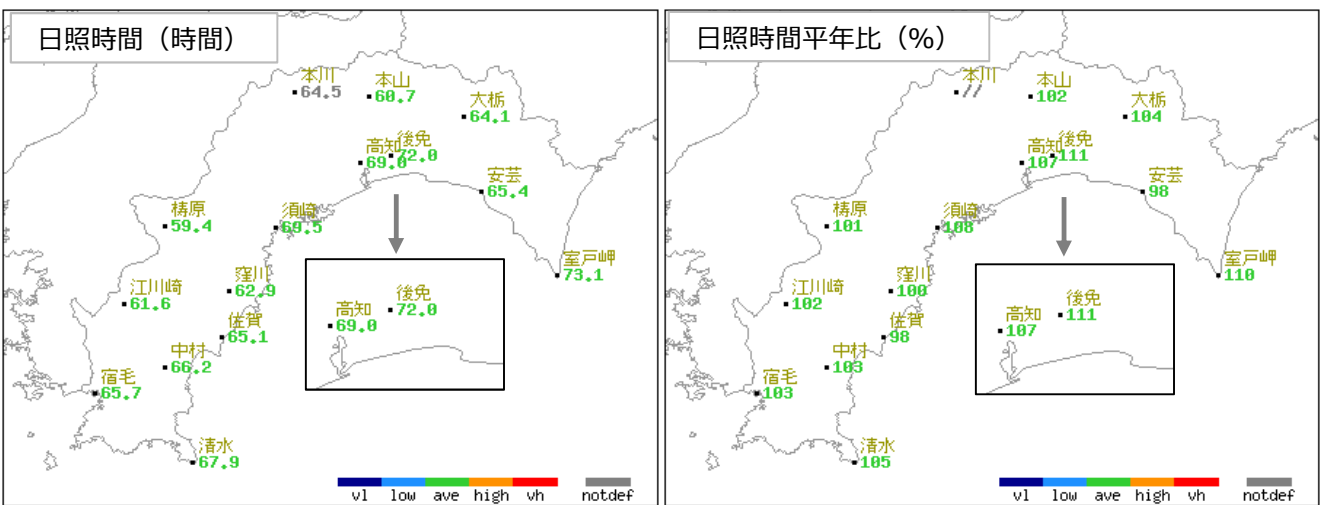 日照時間（時間）
本川
64.5
本山
60.7
大栃
64.1
高知
69.0
後免
72.0
安芸
65.4
梼原
59.4
須崎
69.5
室戸岬
73.1
江川崎
61.6
窪川
62.9
後免
72.0
高知
69.0
佐賀
65.1
中村
66.2
宿毛
65.7
清水
67.9
vl low ave high vh notdef
日照時間平年比（%）
本川
//
本山
102
大栃
104
高知
107
後免
111
安芸
98
梼原
101
須崎
108
室戸岬
110
江川崎
102
窪川
100
後免
111
高知
107
佐賀
98
中村
103
宿毛
103
清水
105
vl low ave high vh notdef